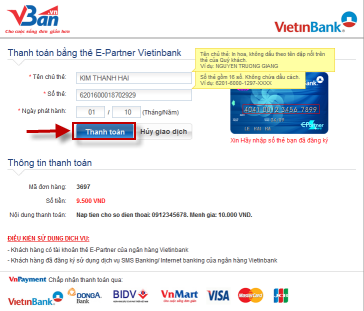 vBan.vn
Cho cuộc sống đơn giản hơn
VietinBank
Thanh toán bằng thẻ E-Partner Vietinbank
* Tên chủ thẻ: KIM THANH HAI
Tên chủ thẻ: In hoa, không dấu theo tên dập nổi trên
thẻ của Quý khách.
Ví dụ: NGUYEN TRUONG GIANG
* Số thẻ: 6201600018702929
Số thẻ gồm 16 số. Không chứa dấu cách.
Ví dụ: 6201-6000-1297-XXXX
* Ngày phát hành: 01 / 10 (Tháng/Năm)
Thanh toán Hủy giao dịch
E-Partner
Xin Hãy nhập số thẻ bạn đã đăng ký
Thông tin thanh toán
Mã đơn hàng: 3697
Số tiền: 9.500 VND
Nội dung thanh toán: Nap tien cho so dien thoai: 0912345678. Menh gia: 10.000 VND.
ĐIỀU KIỆN SỬ DỤNG DỊCH VỤ:
- Khách hàng có tài khoản thẻ E-Partner của ngân hàng Vietinbank
- Khách hàng đã đăng ký sử dụng dịch vụ SMS Banking/ Internet banking của ngân hàng Vietinbank
VnPayment Chấp nhận thanh toán qua:
VietinBank DONGA Bank BIDV VnMart VISA MasterCard JCB